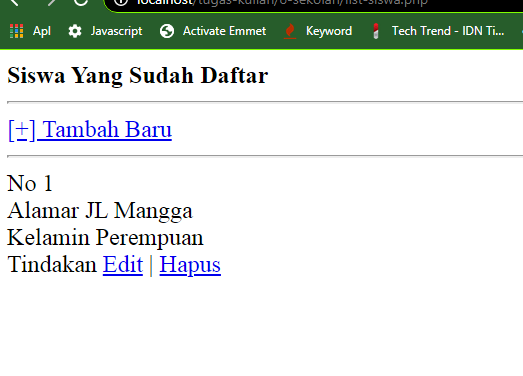 localhost/tugas-kuliah/6-sekolah/list-siswa.php
Apl Javascript Activate Emmet Keyword Tech Trend - IDN Ti...
Siswa Yang Sudah Daftar
[+] Tambah Baru
No 1
Alamar JL Mangga
Kelamin Perempuan
Tindakan Edit | Hapus